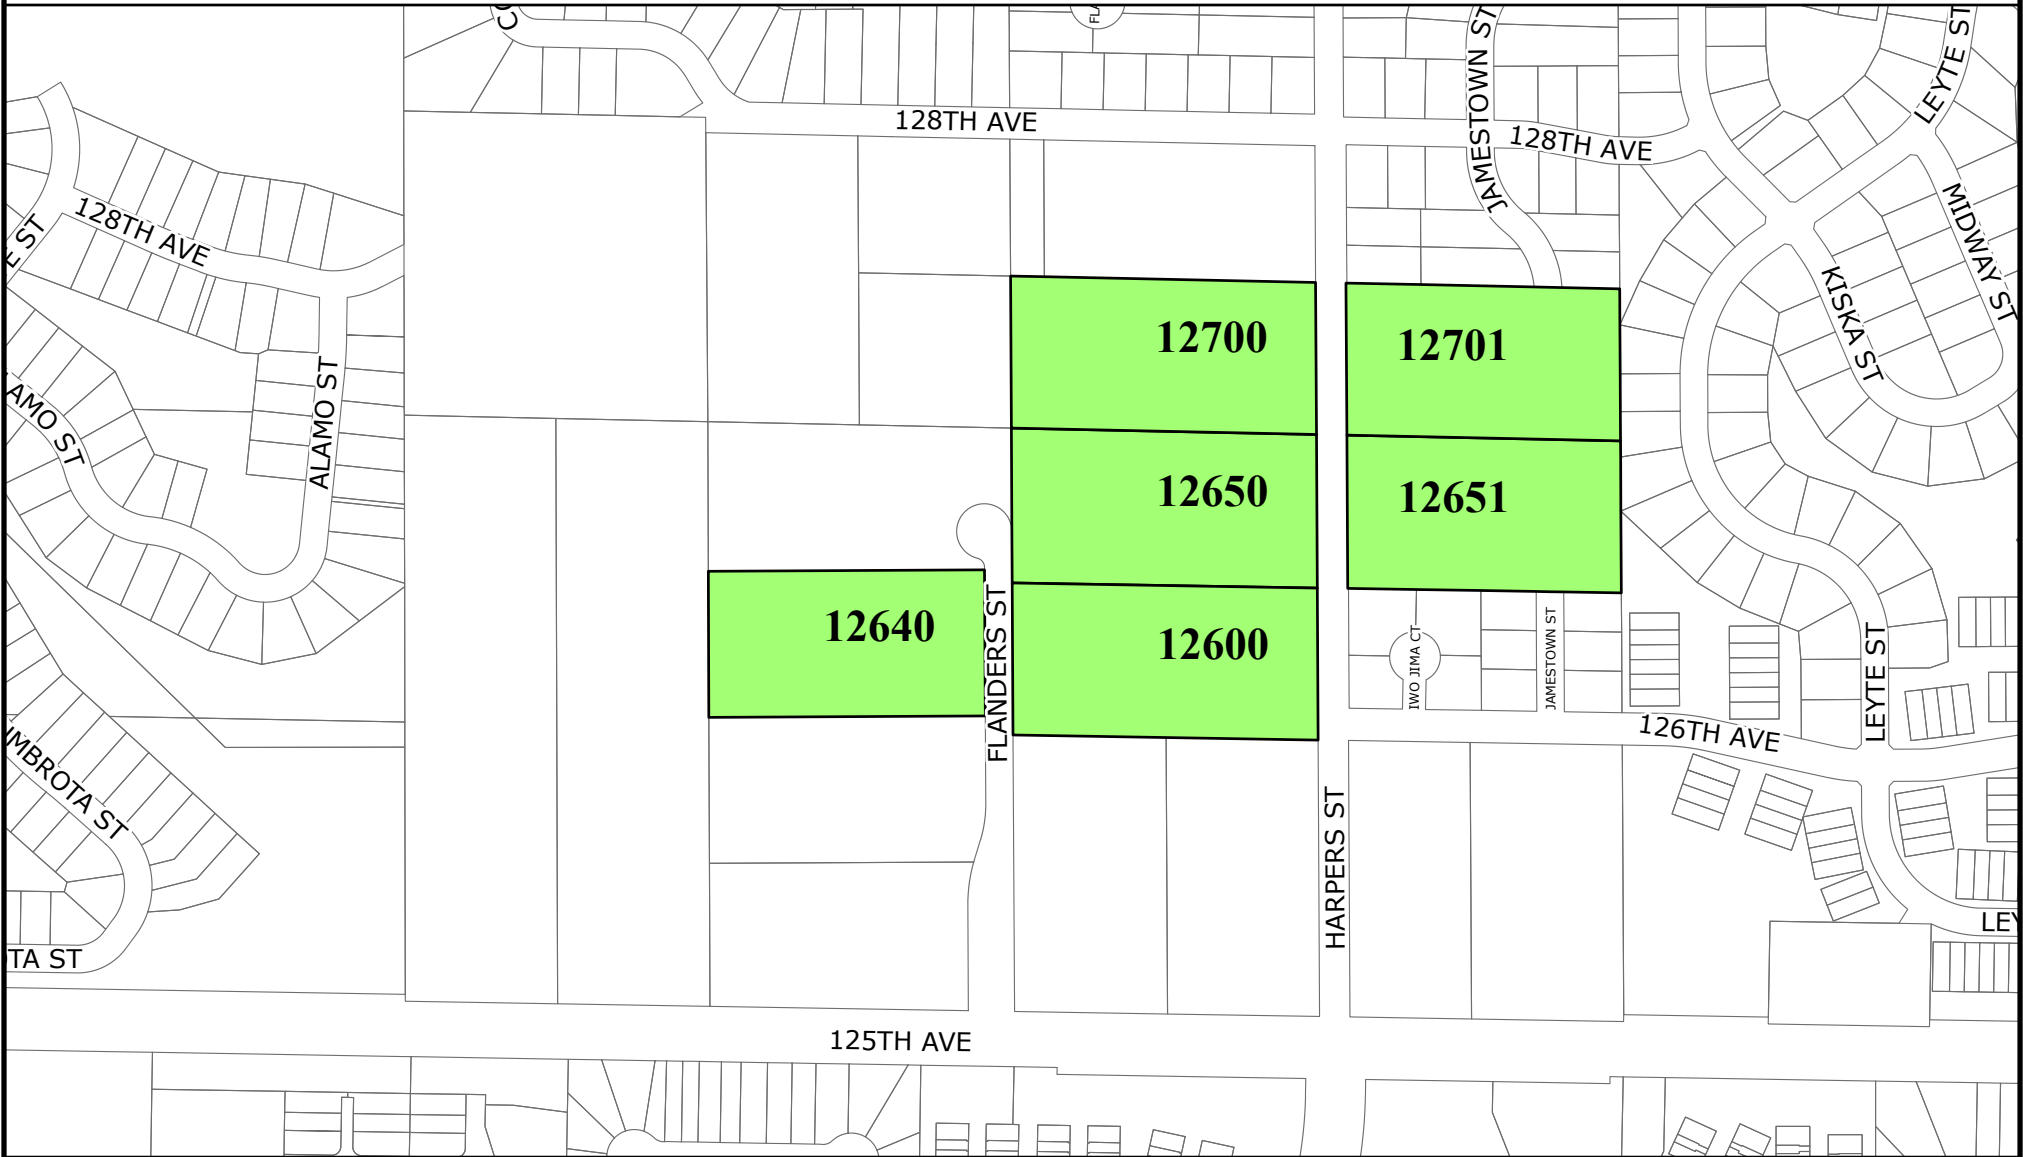 LEYTE ST
JAMESTOWN ST
128TH AVE
128TH AVE
128TH AVE
MIDWAY ST
KISKA ST
12700
12701
ALAMO ST
AMO ST
12650
12651
12640
FLANDERS ST
12600
IWO JIMA CT
JAMESTOWN ST
LEYTE ST
126TH AVE
MBROTA ST
HARPERS ST
LEY
TA ST
125TH AVE